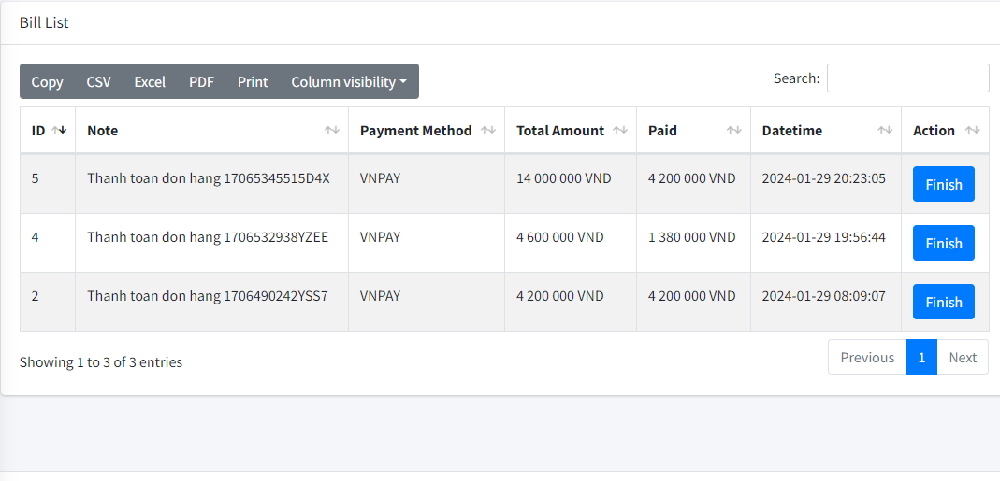 Bill List
Copy CSV Excel PDF Print Column visibility Search:
ID Note Payment Method Total Amount Paid Datetime Action
5 Thanh toan don hang 17065345515D4X VNPAY 14 000 000 VND 4 200 000 VND 2024-01-29 20:23:05 Finish
4 Thanh toan don hang 1706532938YZEE VNPAY 4 600 000 VND 1 380 000 VND 2024-01-29 19:56:44 Finish
2 Thanh toan don hang 1706490242YSS7 VNPAY 4 200 000 VND 4 200 000 VND 2024-01-29 08:09:07 Finish
Showing 1 to 3 of 3 entries Previous 1 Next